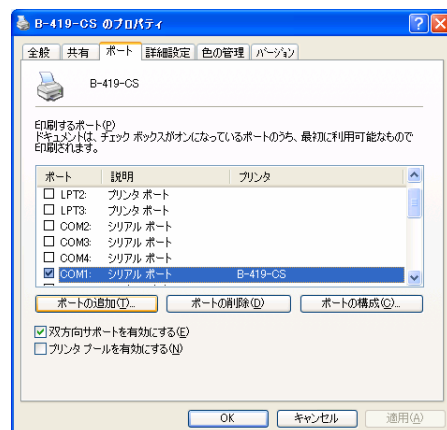 B-419-CS のプロパティ
全般 共有 ポート 詳細設定 色の管理 バージョン
B-419-CS
印刷するポート(P)
ドキュメントは、チェック ボックスがオンになっているポートのうち、最初に利用可能なもので
印刷されます。
ポート 説明 プリンタ
LPT2: プリンタ ポート
LPT3: プリンタ ポート
COM2: シリアル ポート
COM3: シリアル ポート
COM4: シリアル ポート
COM1: シリアル ポート B-419-CS
ポートの追加(T)... ポートの削除(D) ポートの構成(C)...
双方向サポートを有効にする(E)
プリンタ プールを有効にする(N)
OK キャンセル 適用(A)